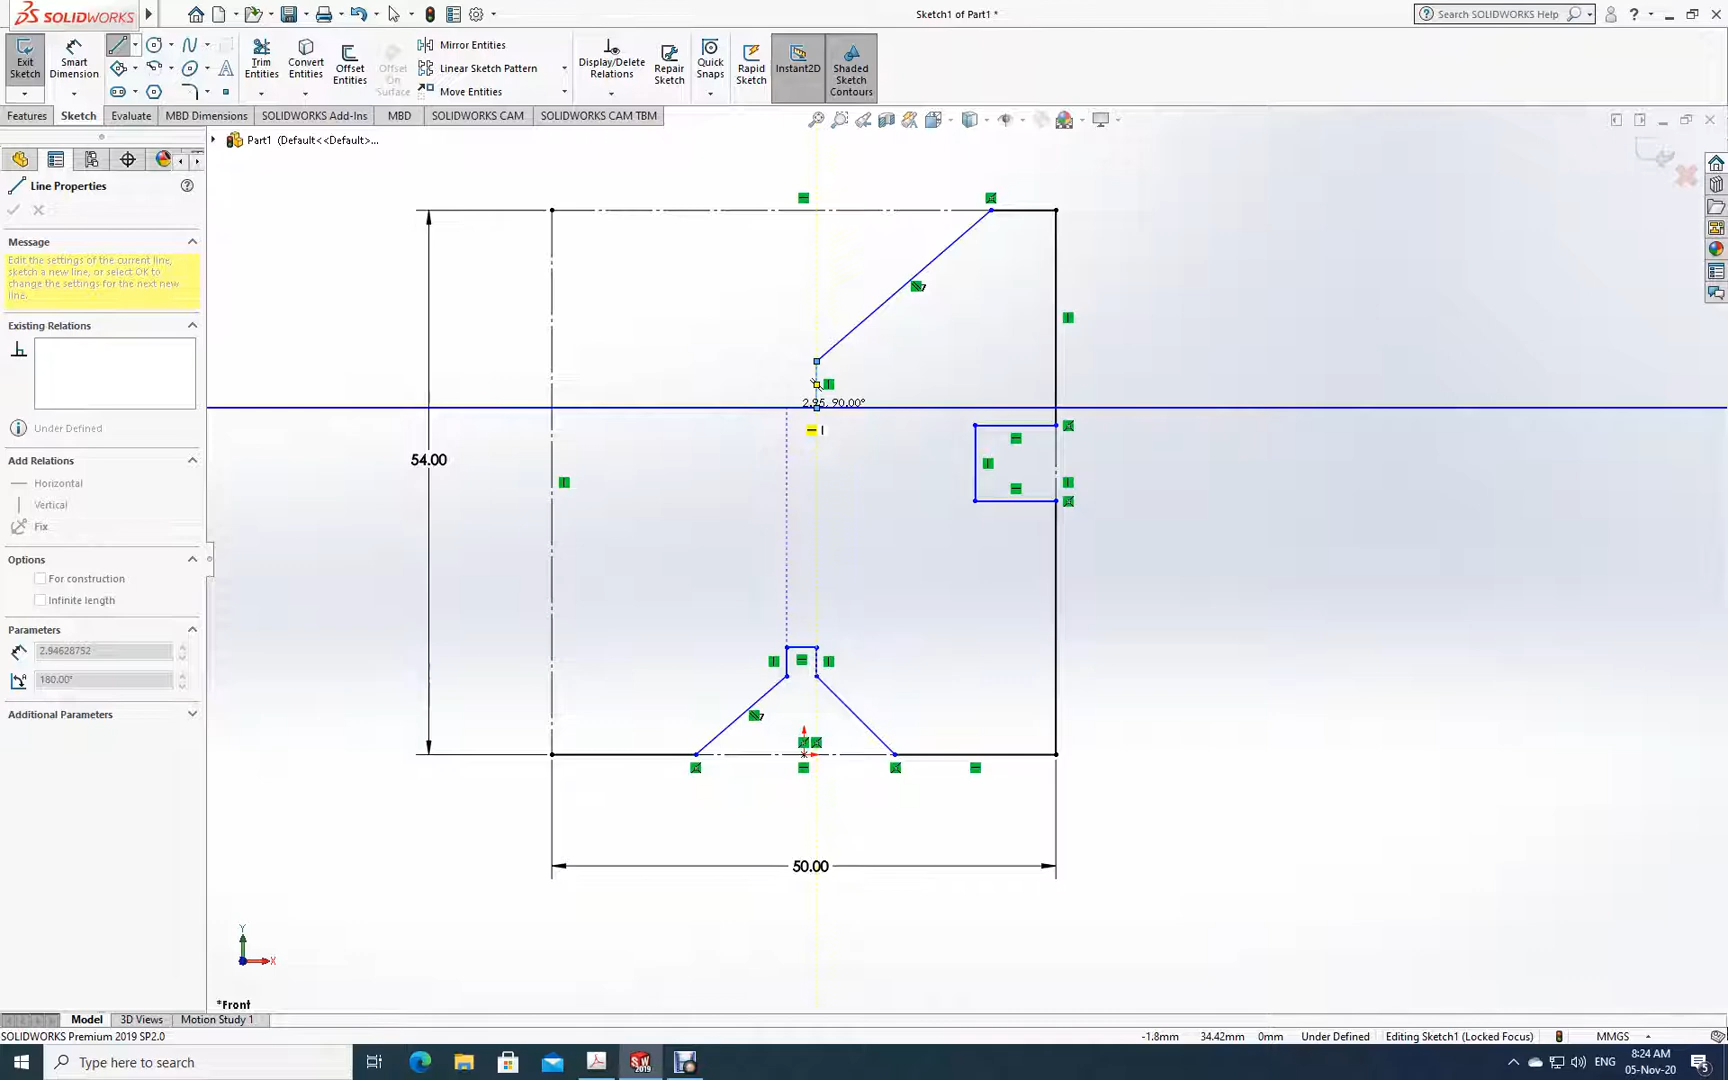 SOLIDWORKS
Sketch1 of Part1 *
Search SOLIDWORKS Help
Exit Sketch
Smart Dimension
Trim Entities
Convert Entities
Offset Entities
Offset On Surface
Mirror Entities
Linear Sketch Pattern
Move Entities
Display/Delete Relations
Repair Sketch
Quick Snaps
Rapid Sketch
Instant2D
Shaded Sketch Contours
Features
Sketch
Evaluate
MBD Dimensions
SOLIDWORKS Add-Ins
MBD
SOLIDWORKS CAM
SOLIDWORKS CAM TBM
Part1 (Default<<Default>...
Line Properties
Message
Edit the settings of the current line,
sketch a new line, or select OK to
change the settings for the next new
line.
Existing Relations
Under Defined
Add Relations
Horizontal
Vertical
Fix
Options
For construction
Infinite length
Parameters
2.94628752
180.00°
Additional Parameters
7
2.95, 90.00°
54.00
7
50.00
Y
X
*Front
Model
3D Views
Motion Study 1
SOLIDWORKS Premium 2019 SP2.0
-1.8mm
34.42mm
0mm
Under Defined
Editing Sketch1 (Locked Focus)
MMGS
Type here to search
SW
2019
ENG
8:24 AM
05-Nov-20
5